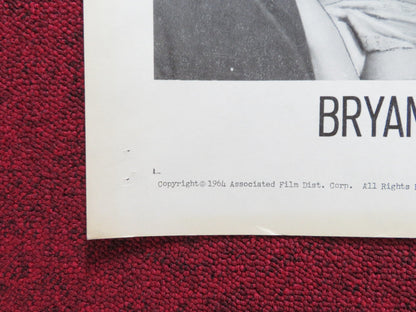 BRYAN
Copyright © 1964 Associated Film Dist. Corp. All Rights